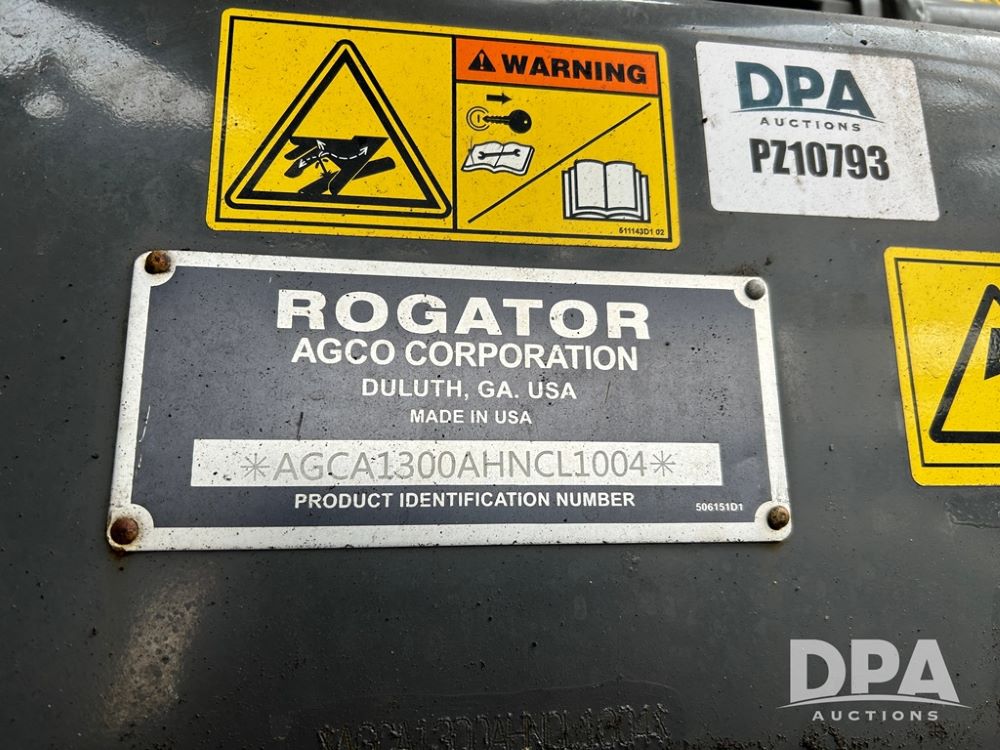 WARNING
611143D1 02
DPA
AUCTIONS
PZ10793
ROGATOR
AGCO CORPORATION
DULUTH, GA. USA
MADE IN USA
*AGCA1300AHNCL1004*
PRODUCT IDENTIFICATION NUMBER
506151D1
DPA
AUCTIONS